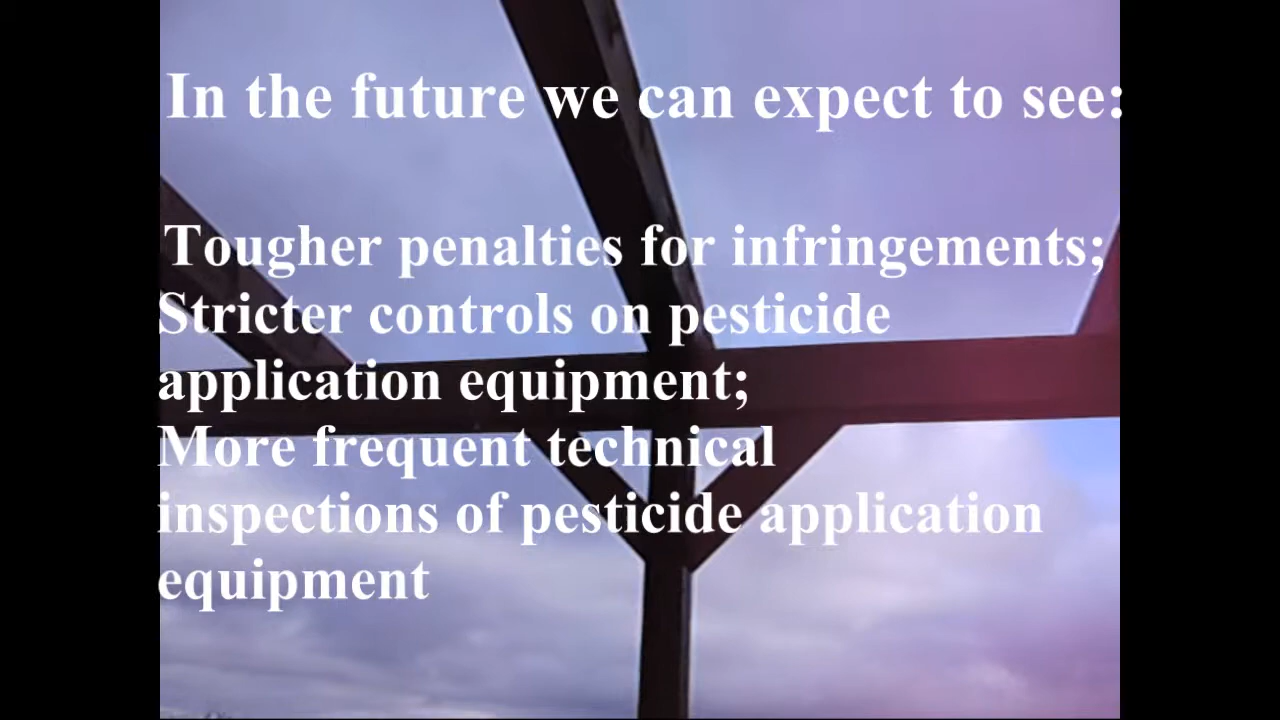 In the future we can expect to see:
Tougher penalties for infringements;
Stricter controls on pesticide
application equipment;
More frequent technical
inspections of pesticide application
equipment